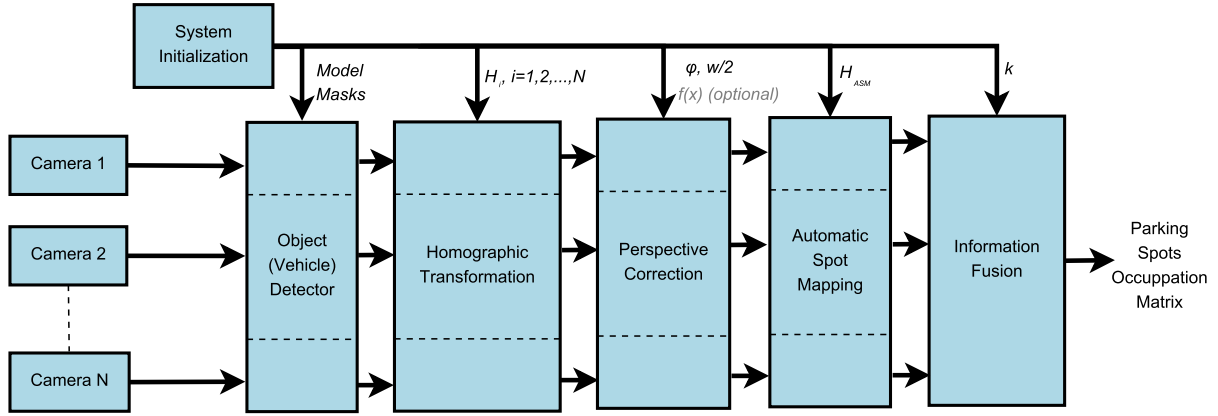 System
Initialization
Model
Masks
H_i, i=1,2,...,N
φ, w/2
f(x) (optional)
H_ASM
k
Camera 1
Camera 2
Camera N
Object
(Vehicle)
Detector
Homographic
Transformation
Perspective
Correction
Automatic
Spot
Mapping
Information
Fusion
Parking
Spots
Occuppation
Matrix